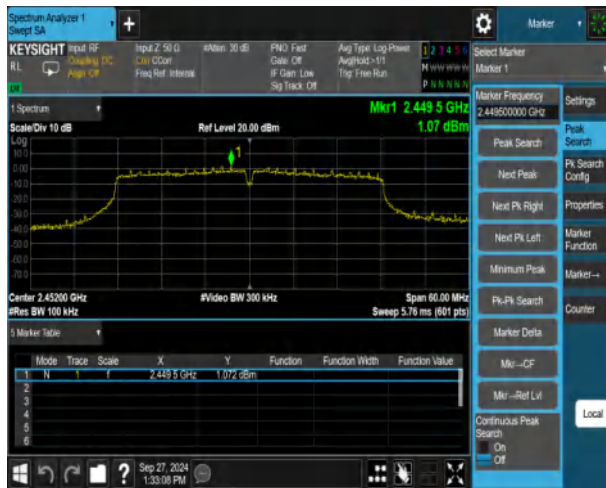 Spectrum Analyzer 1
Swept SA
Marker
KEYSIGHT
RL
Input: RF
Coupling: DC
Align: Off
Input Z: 50 Ω
Corr CCorr
Freq Ref: Internal
#Atten: 30 dB
PNO: Fast
Gate: Off
IF Gain: Low
Sig Track: Off
Avg Type: Log-Power
Avg|Hold:>1/1
Trig: Free Run
1 2 3 4 5 6
M W W W W W
P N N N N N
Select Marker
Marker 1
1 Spectrum
Scale/Div 10 dB
Ref Level 20.00 dBm
Mkr1 2.449 5 GHz
1.07 dBm
Log
10.0
0.00
-10.0
-20.0
-30.0
-40.0
-50.0
-60.0
-70.0
1
Center 2.45200 GHz
#Video BW 300 kHz
Span 60.00 MHz
#Res BW 100 kHz
Sweep 5.76 ms (601 pts)
5 Marker Table
Mode Trace Scale X Y Function Function Width Function Value
1 N 1 f 2.449 5 GHz 1.072 dBm
2
3
4
5
6
Marker Frequency
2.449500000 GHz
Peak Search
Next Peak
Next Pk Right
Next Pk Left
Minimum Peak
Pk-Pk Search
Marker Delta
Mkr→CF
Mkr→Ref Lvl
Continuous Peak
Search
On
Off
Settings
Peak
Search
Pk Search
Config
Properties
Marker
Function
Marker→
Counter
Local
?
Sep 27, 2024
1:33:08 PM